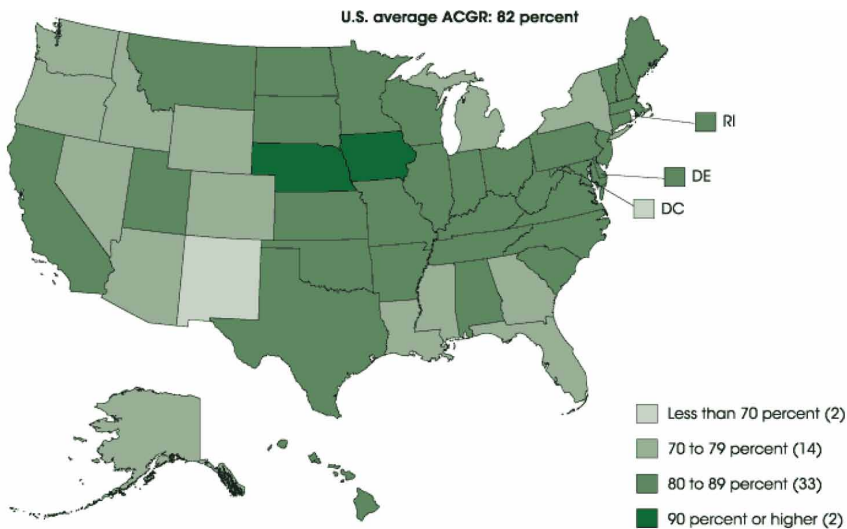 U.S. average ACGR: 82 percent
RI
DE
DC
Less than 70 percent (2)
70 to 79 percent (14)
80 to 89 percent (33)
90 percent or higher (2)